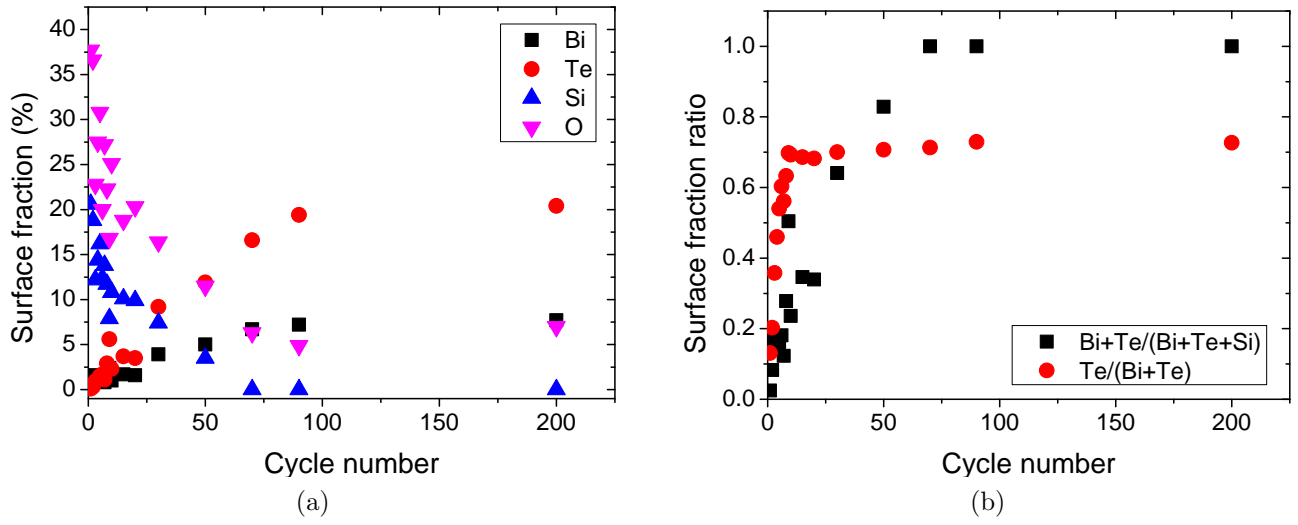 40
35
30
25
20
15
10
5
0
Surface fraction (%)
Bi
Te
Si
O
0 50 100 150 200
Cycle number
(a)
1.0
0.8
0.6
0.4
0.2
0.0
Surface fraction ratio
Bi+Te/(Bi+Te+Si)
Te/(Bi+Te)
0 50 100 150 200
Cycle number
(b)